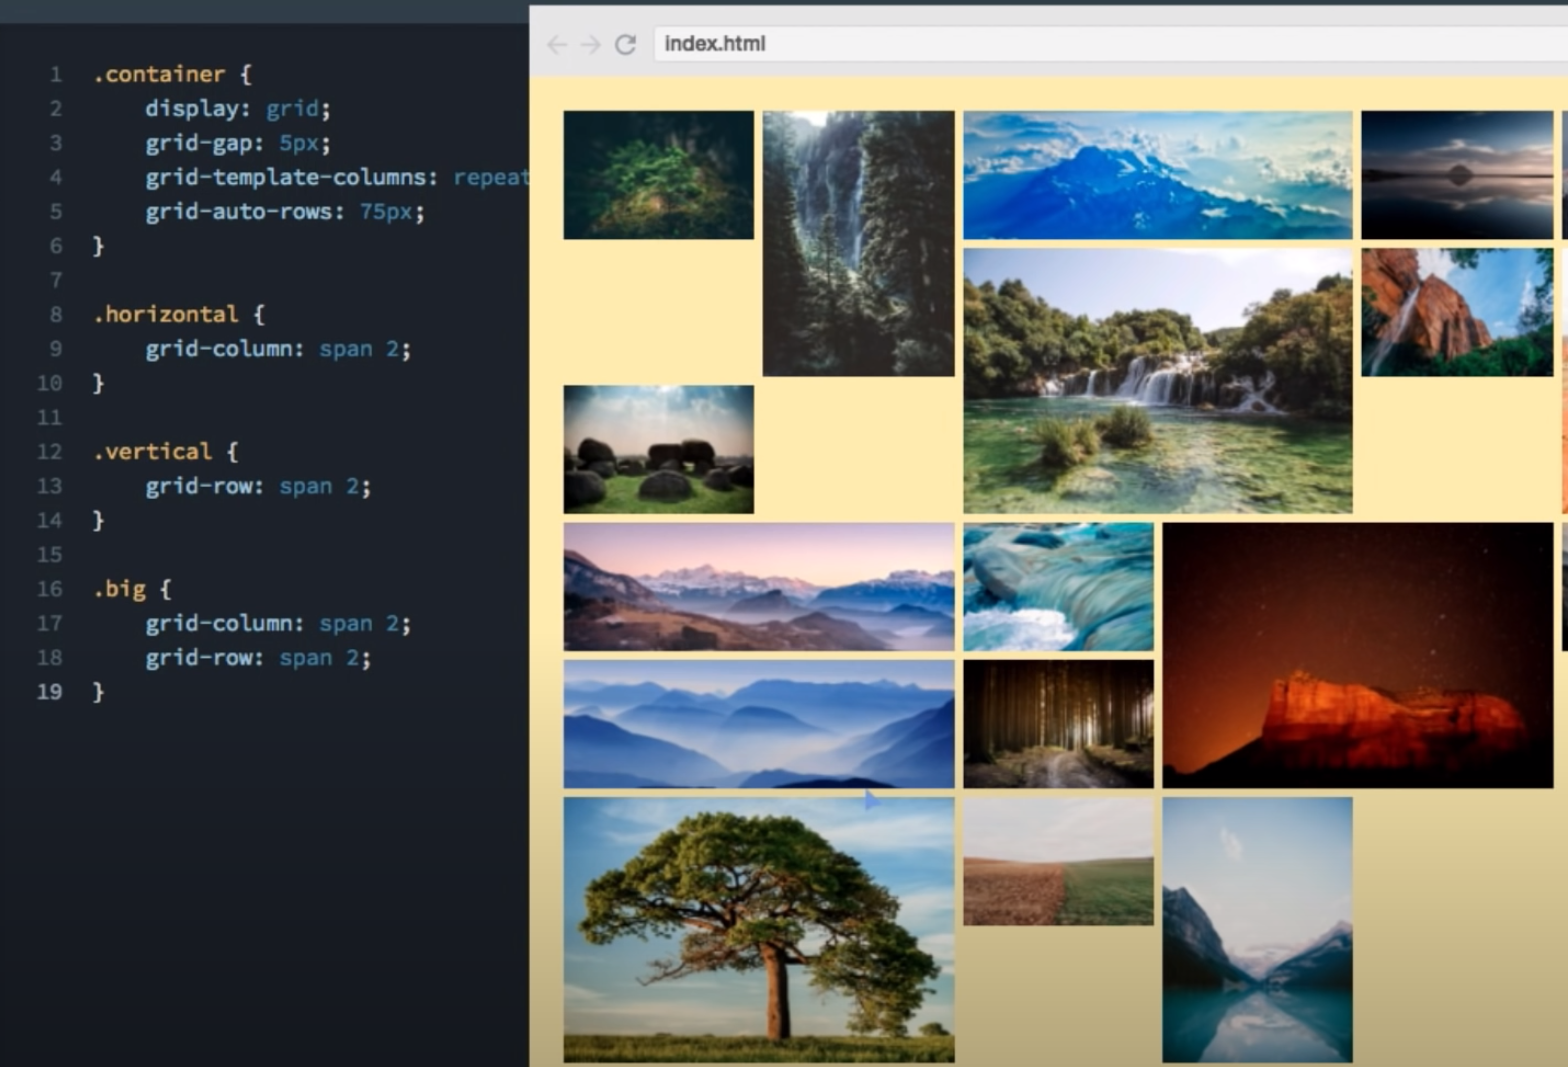 1 .container {
2 display: grid;
3 grid-gap: 5px;
4 grid-template-columns: repeat
5 grid-auto-rows: 75px;
6 }
7
8 .horizontal {
9 grid-column: span 2;
10 }
11
12 .vertical {
13 grid-row: span 2;
14 }
15
16 .big {
17 grid-column: span 2;
18 grid-row: span 2;
19 }
index.html